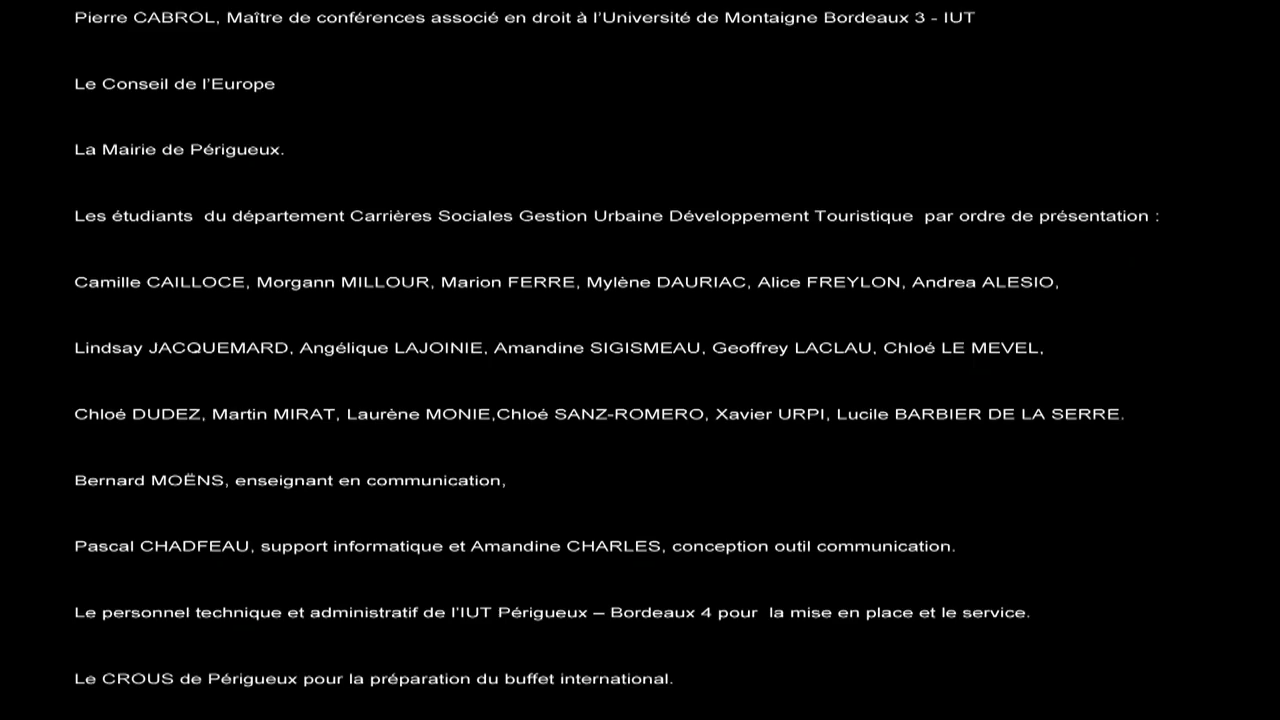 Pierre CABROL, Maître de conférences associé en droit à l'Université de Montaigne Bordeaux 3 - IUT
Le Conseil de l'Europe
La Mairie de Périgueux.
Les étudiants  du département Carrières Sociales Gestion Urbaine Développement Touristique  par ordre de présentation :
Camille CAILLOCE, Morgann MILLOUR, Marion FERRE, Mylène DAURIAC, Alice FREYLON, Andrea ALESIO,
Lindsay JACQUEMARD, Angélique LAJOINIE, Amandine SIGISMEAU, Geoffrey LACLAU, Chloé LE MEVEL,
Chloé DUDEZ, Martin MIRAT, Laurène MONIE,Chloé SANZ-ROMERO, Xavier URPI, Lucile BARBIER DE LA SERRE.
Bernard MOËNS, enseignant en communication,
Pascal CHADFEAU, support informatique et Amandine CHARLES, conception outil communication.
Le personnel technique et administratif de l'IUT Périgueux – Bordeaux 4 pour  la mise en place et le service.
Le CROUS de Périgueux pour la préparation du buffet international.